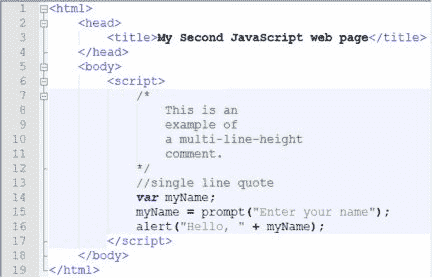 1 <html>
2 <head>
3 <title>My Second JavaScript web page</title>
4 </head>
5 <body>
6 <script>
7 /*
8 This is an
9 example of
10 a multi-line-height
11 comment.
12 */
13 //single line quote
14 var myName;
15 myName = prompt("Enter your name");
16 alert("Hello, " + myName);
17 </script>
18 </body>
19 </html>